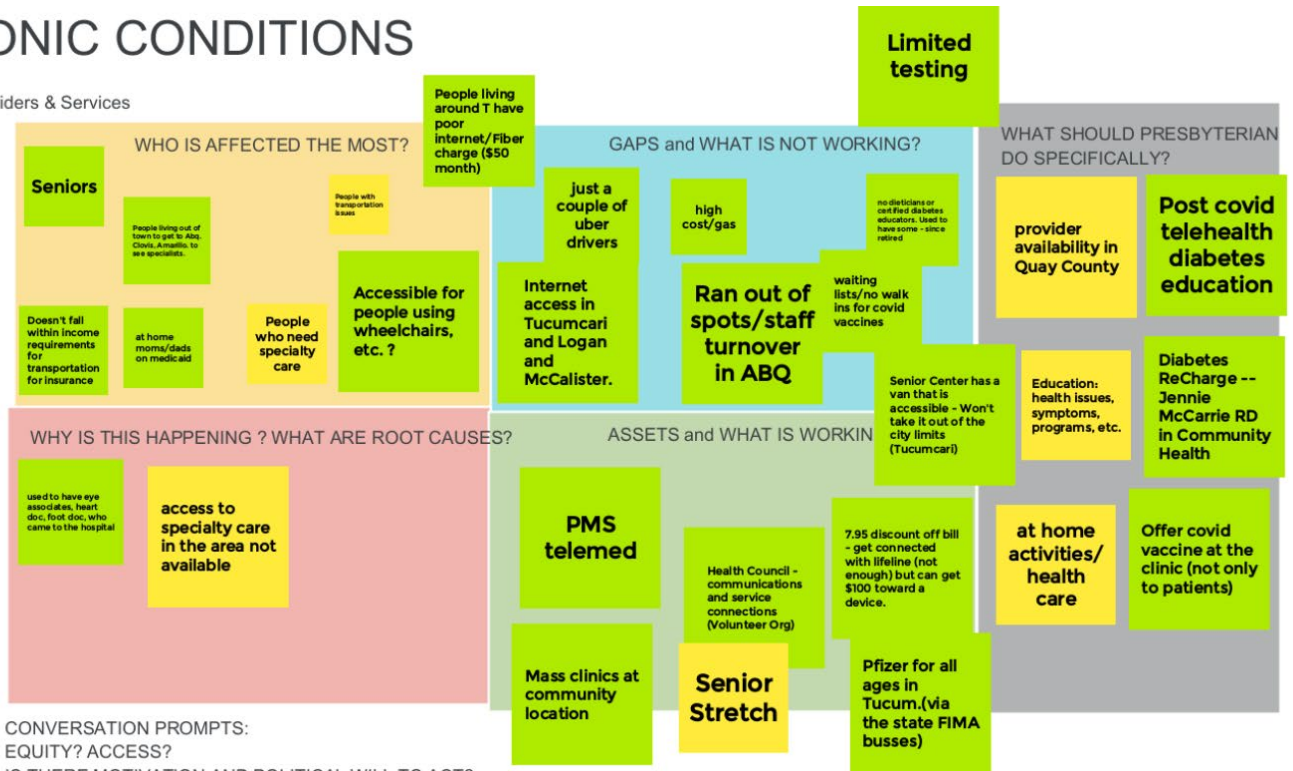 ONIC CONDITIONS
iders & Services
WHO IS AFFECTED THE MOST?
Seniors
People living out of
town to get to Abq,
Clovis, Amarillo. to
see specialists.
People with
transportation
issues
People living
around T have
poor
internet/Fiber
charge ($50
month)
Doesn't fall
within income
requirements
for
transportation
for insurance
at home
moms/dads
on medicaid
People
who need
specialty
care
Accessible for
people using
wheelchairs,
etc. ?
GAPS and WHAT IS NOT WORKING?
Limited
testing
just a
couple of
uber
drivers
high
cost/gas
no dieticians or
certified diabetes
educators. Used to
have some - since
retired
Internet
access in
Tucumcari
and Logan
and
McCalister.
Ran out of
spots/staff
turnover
in ABQ
waiting
lists/no walk
ins for covid
vaccines
Senior Center has a
van that is
accessible - Won't
take it out of the
city limits
(Tucumcari)
WHAT SHOULD PRESBYTERIAN
DO SPECIFICALLY?
provider
availability in
Quay County
Post covid
telehealth
diabetes
education
Education:
health issues,
symptoms,
programs, etc.
Diabetes
ReCharge --
Jennie
McCarrie RD
in Community
Health
at home
activities/
health
care
Offer covid
vaccine at the
clinic (not only
to patients)
WHY IS THIS HAPPENING ? WHAT ARE ROOT CAUSES?
used to have eye
associates, heart
doc, foot doc, who
came to the hospital
access to
specialty care
in the area not
available
ASSETS and WHAT IS WORKIN
PMS
telemed
Health Council -
communications
and service
connections
(Volunteer Org)
7.95 discount off bill
- get connected
with lifeline (not
enough) but can get
$100 toward a
device.
Mass clinics at
community
location
Senior
Stretch
Pfizer for all
ages in
Tucum.(via
the state FIMA
busses)
CONVERSATION PROMPTS:
EQUITY? ACCESS?
IS THERE MOTIVATION AND POLITICAL WILL TO ACT?